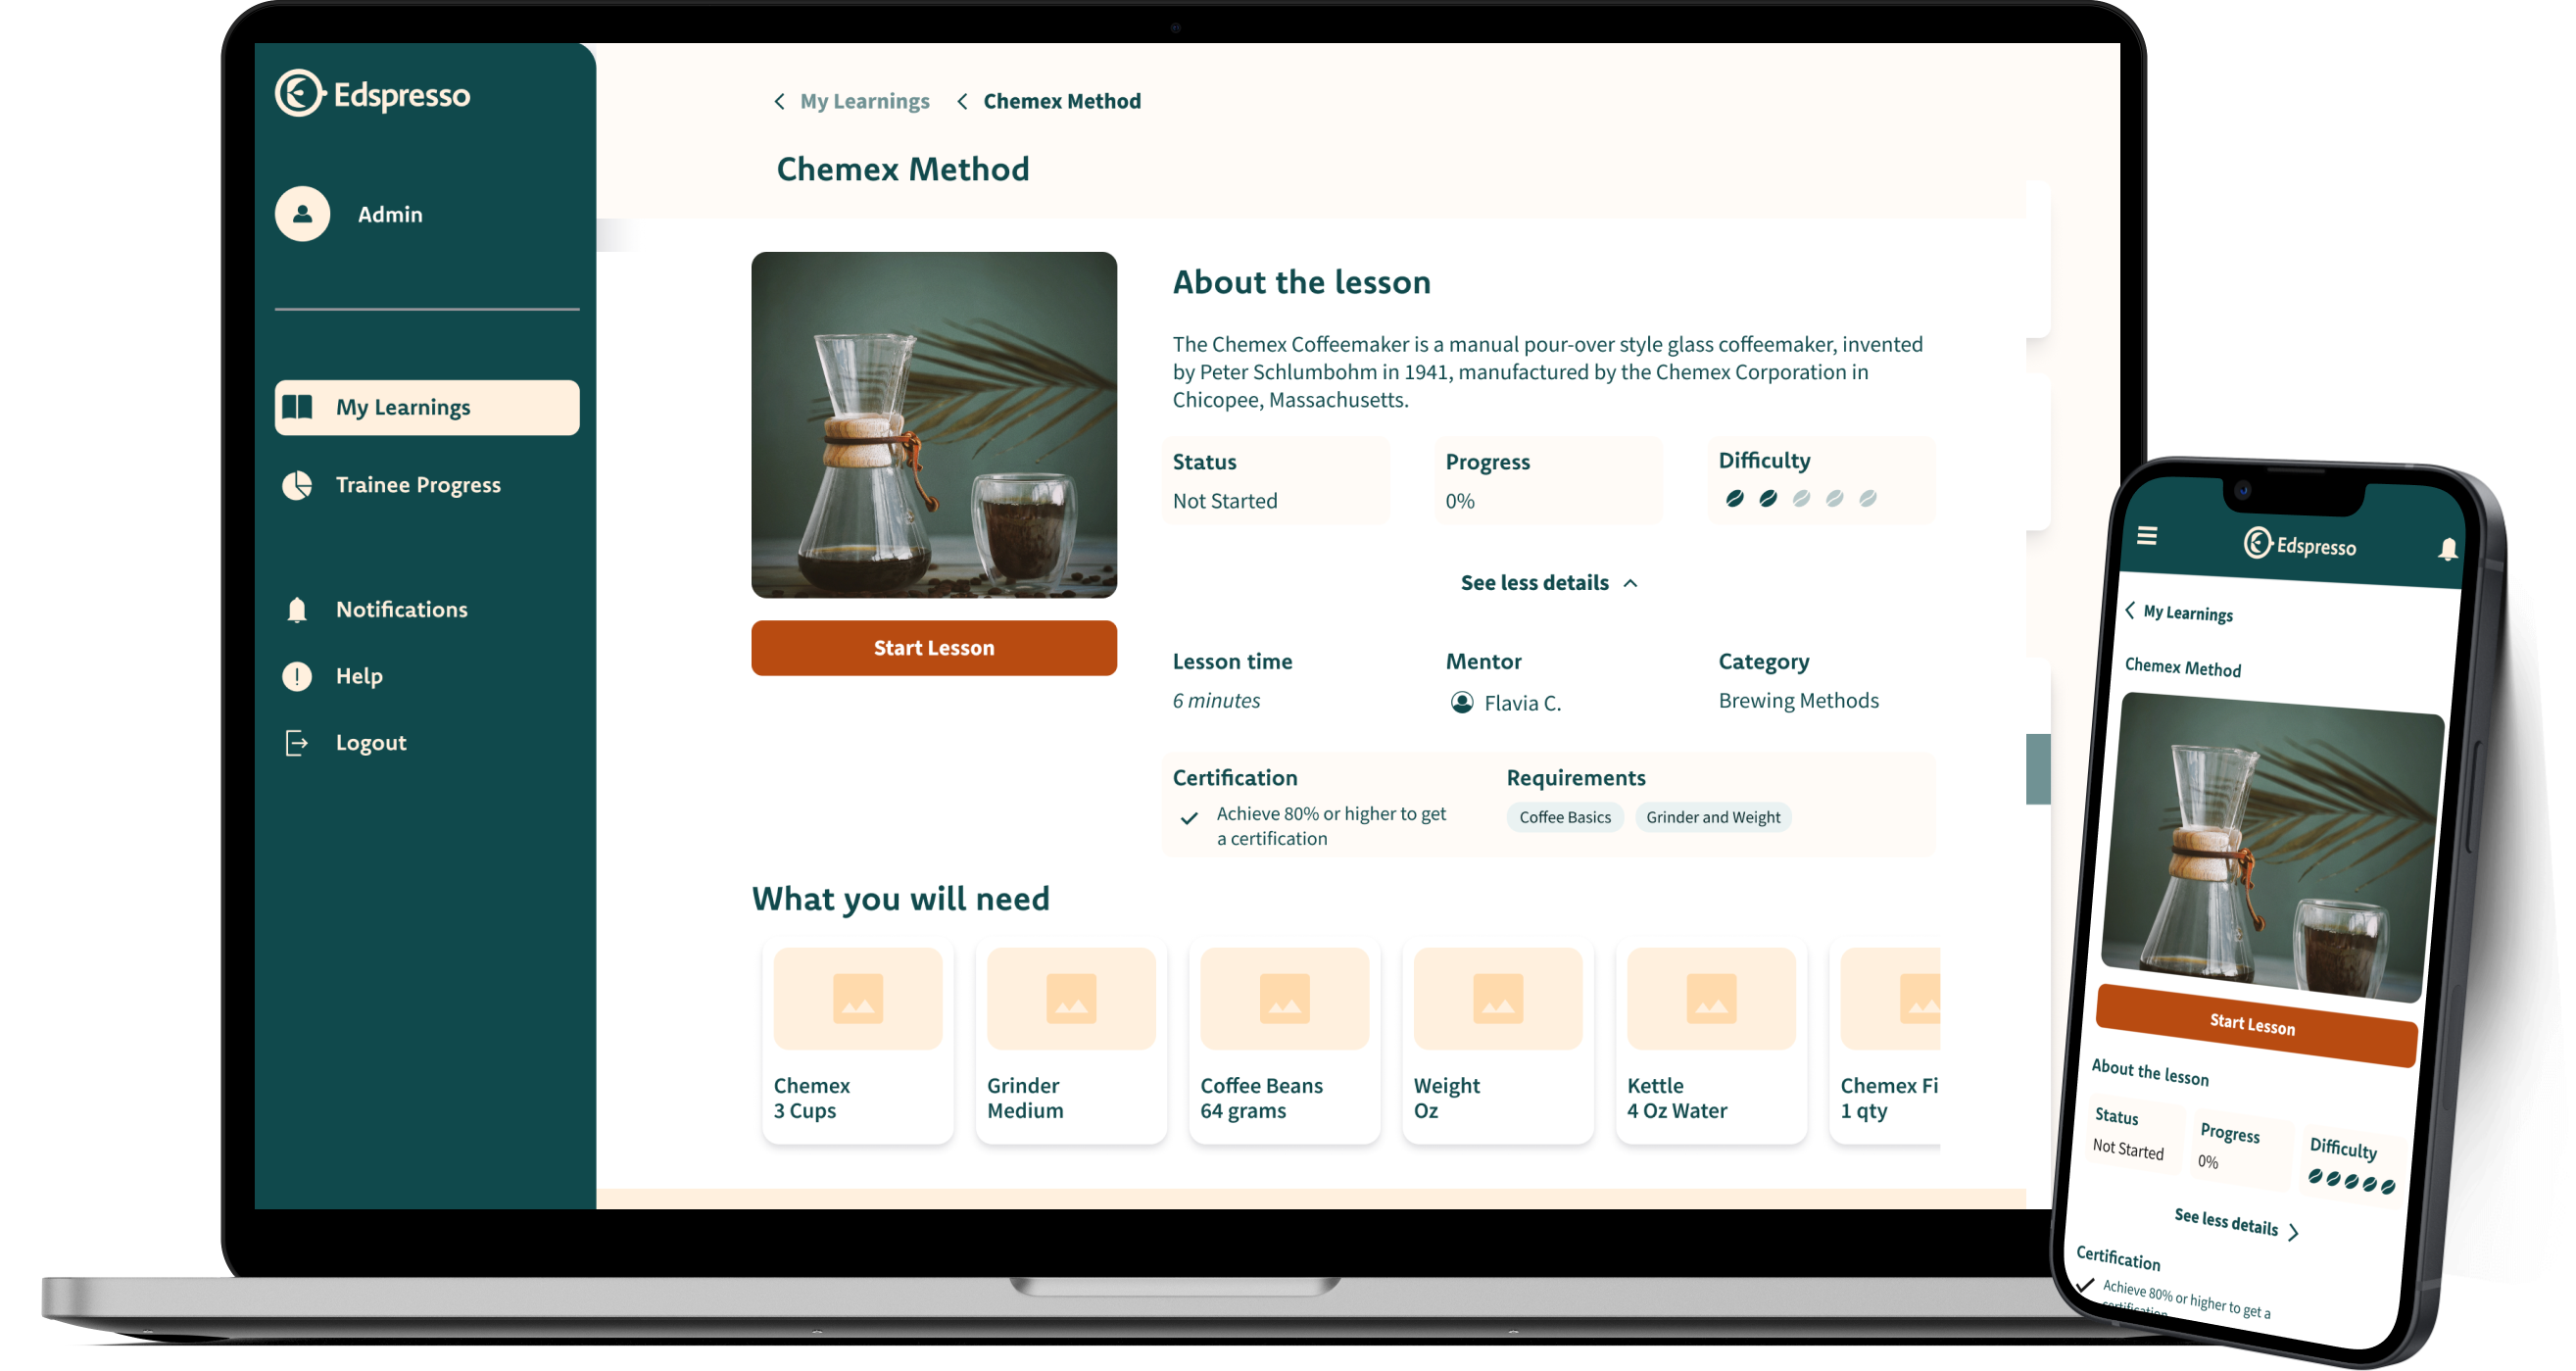 Edspresso
Admin
My Learnings
Trainee Progress
Notifications
Help
Logout
My Learnings Chemex Method
Chemex Method
Start Lesson
About the lesson
The Chemex Coffeemaker is a manual pour-over style glass coffeemaker, invented
by Peter Schlumbohm in 1941, manufactured by the Chemex Corporation in
Chicopee, Massachusetts.
Status
Not Started
Progress
0%
Difficulty
See less details
Lesson time
6 minutes
Mentor
Flavia C.
Category
Brewing Methods
Certification
Achieve 80% or higher to get
a certification
Requirements
Coffee Basics
Grinder and Weight
What you will need
Chemex
3 Cups
Grinder
Medium
Coffee Beans
64 grams
Weight
Oz
Kettle
4 Oz Water
Chemex Fi
1 qty
Edspresso
My Learnings
Chemex Method
Start Lesson
About the lesson
Status
Not Started
Progress
0%
Difficulty
See less details
Certification
Achieve 80% or higher to get a
certification